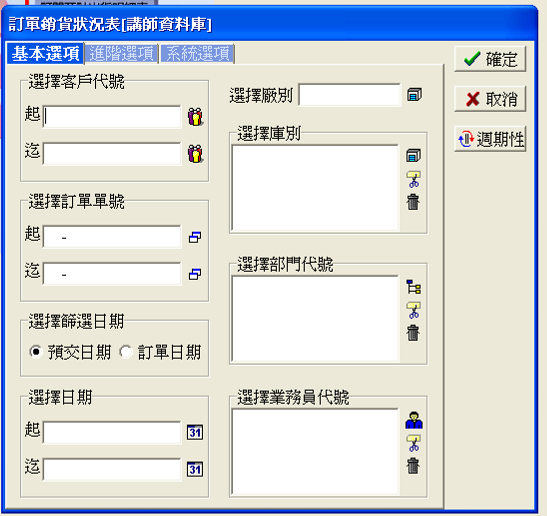 訂單銷貨狀況表[講師資料庫]
基本選項 進階選項 系統選項
選擇客戶代號
起
迄
選擇訂單單號
起 -
迄 -
選擇篩選日期
預交日期 訂單日期
選擇日期
起 31
迄 31
選擇廠別
選擇庫別
選擇部門代號
選擇業務員代號
確定
取消
週期性